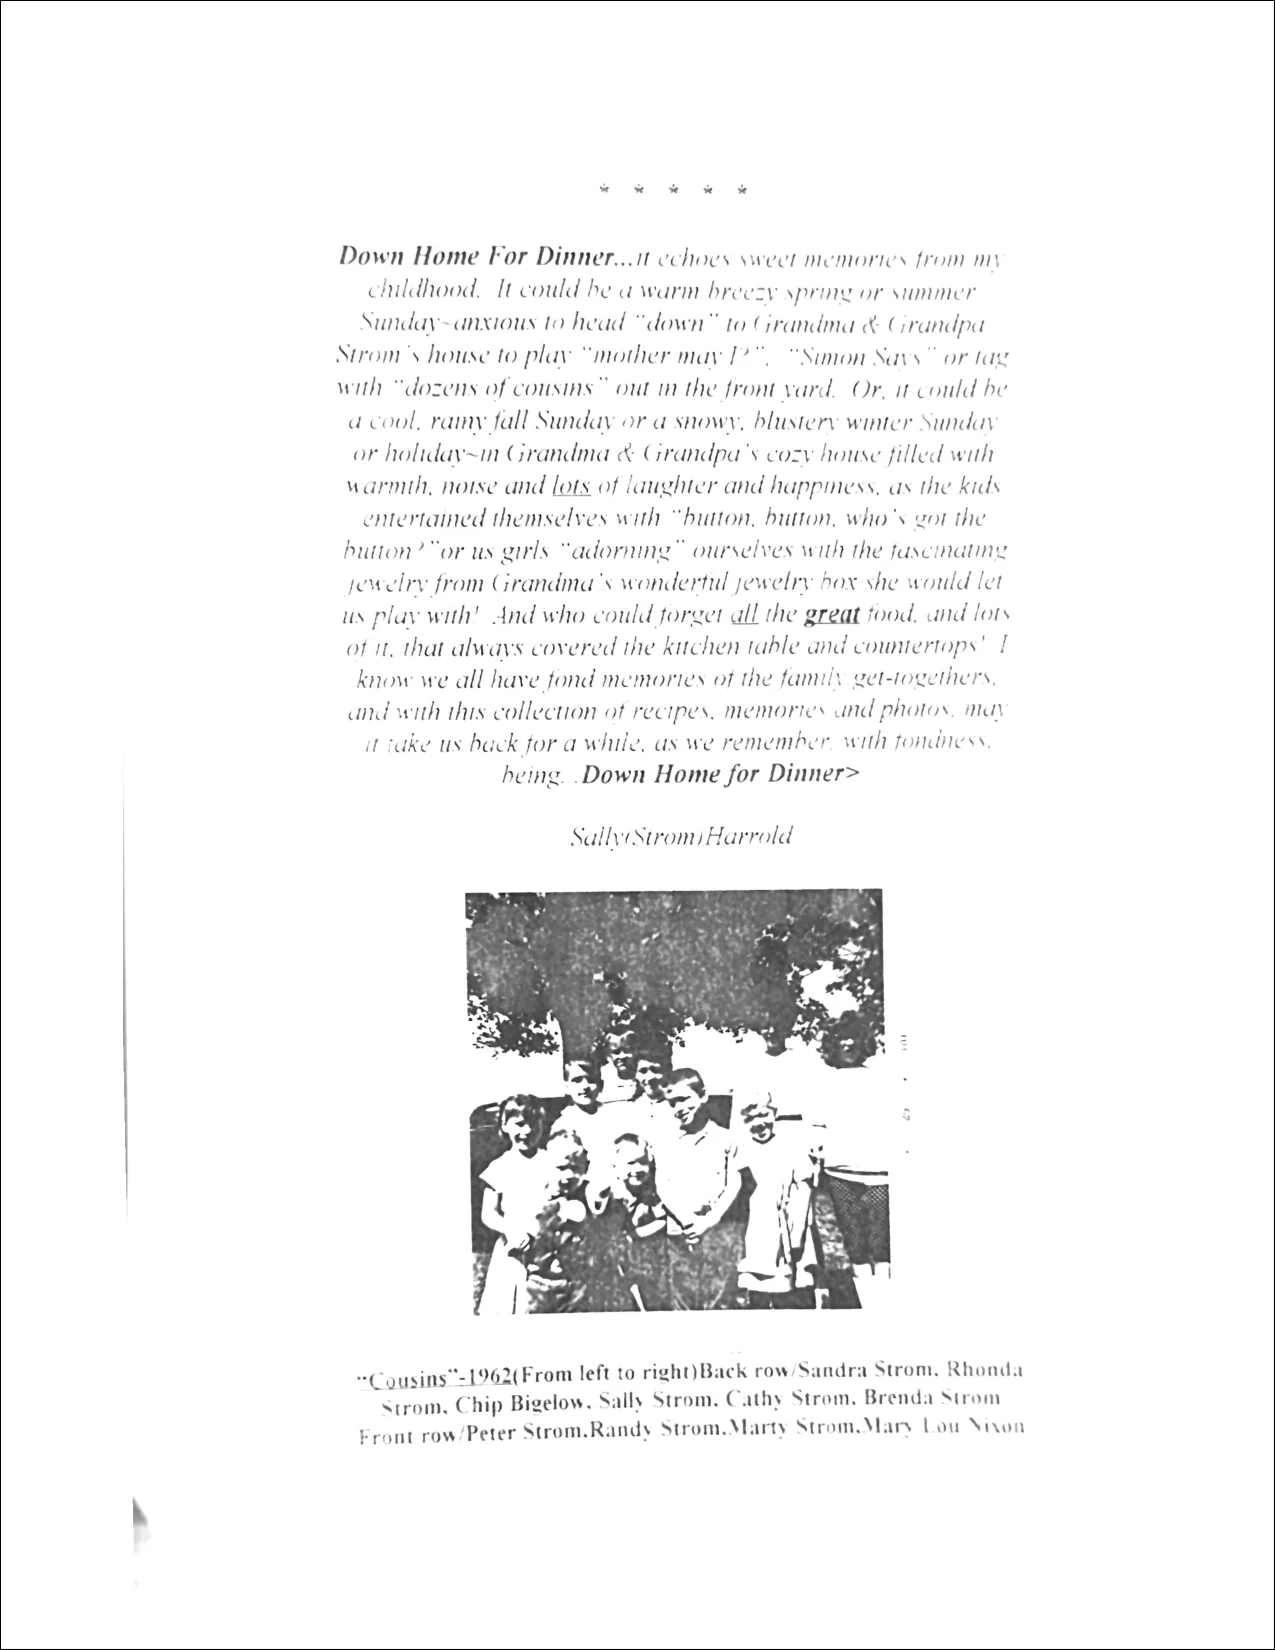 * * * * *
Down Home For Dinner...it echoes sweet memories from my
childhood. It could be a warm breezy spring or summer
Sunday~anxious to head "down" to Grandma & Grandpa
Strom's house to play "mother may I?", "Simon Says" or tag
with "dozens of cousins" out in the front yard. Or, it could be
a cool, rainy fall Sunday or a snowy, blustery winter Sunday
or holiday~in Grandma & Grandpa's cozy house filled with
warmth, noise and lots of laughter and happiness, as the kids
entertained themselves with "button, button, who's got the
button?"or us girls "adorning" ourselves with the fascinating
jewelry from Grandma's wonderful jewelry box she would let
us play with! And who could forget all the great food, and lots
of it, that always covered the kitchen table and countertops! I
know we all have fond memories of the family get-togethers,
and with this collection of recipes, memories and photos, may
it take us back for a while, as we remember, with fondness,
being...Down Home for Dinner>
Sally(Strom)Harrold
"Cousins"-1962(From left to right)Back row/Sandra Strom, Rhonda
Strom, Chip Bigelow, Sally Strom, Cathy Strom, Brenda Strom
Front row/Peter Strom,Randy Strom,Marty Strom,Mary Lou Nixon